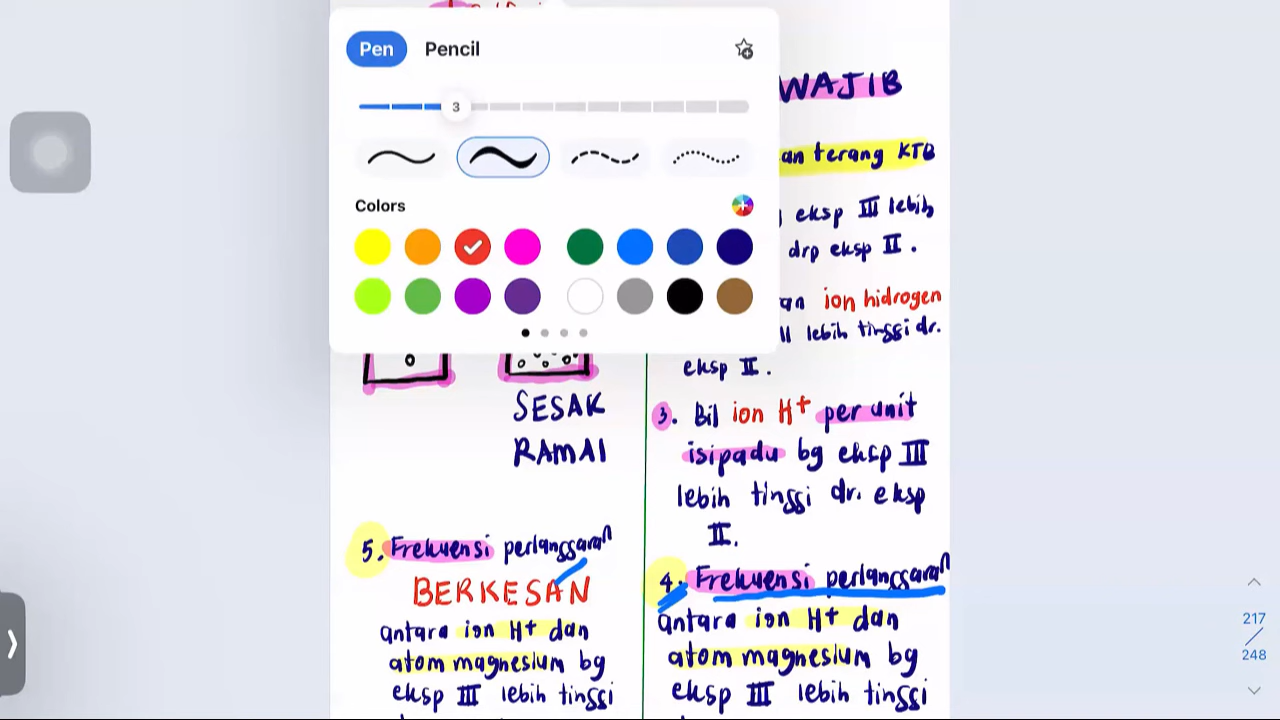 Pen Pencil
3
Colors
SESAK
RAMAI
5. Frekuensi perlanggaran
BERKESAN
antara ion H+ dan
atom magnesium bg
eksp III lebih tinggi
WAJIB
an terang KTB
eksp III lebih
drp eksp II.
an ion hidrogen
II lebih tinggi dr.
eksp II.
3. Bil ion H+ per unit
isipadu bg eksp III
lebih tinggi dr. eksp
II.
4. Frekuensi perlanggaran
antara ion H+ dan
atom magnesium bg
eksp III lebih tinggi
217
248